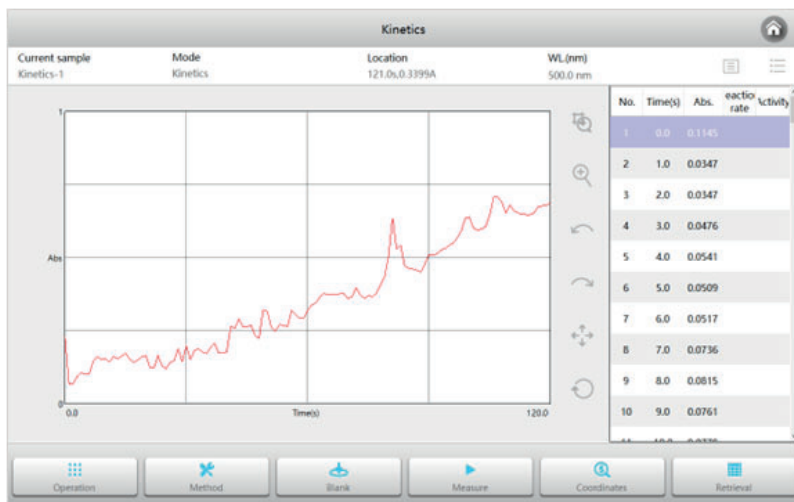 Kinetics
Current sample Mode Location WL.(nm)
Kinetics-1 Kinetics 121.0s,0.3399A 500.0 nm
No. Time(s) Abs. eactio rate Activity
1 0.0 0.1145
2 1.0 0.0347
3 2.0 0.0347
4 3.0 0.0476
5 4.0 0.0541
6 5.0 0.0509
7 6.0 0.0517
8 7.0 0.0736
9 8.0 0.0815
10 9.0 0.0761
1
Abs
0
0.0 Time(s) 120.0
Operation Method Blank Measure Coordinates Retrieval